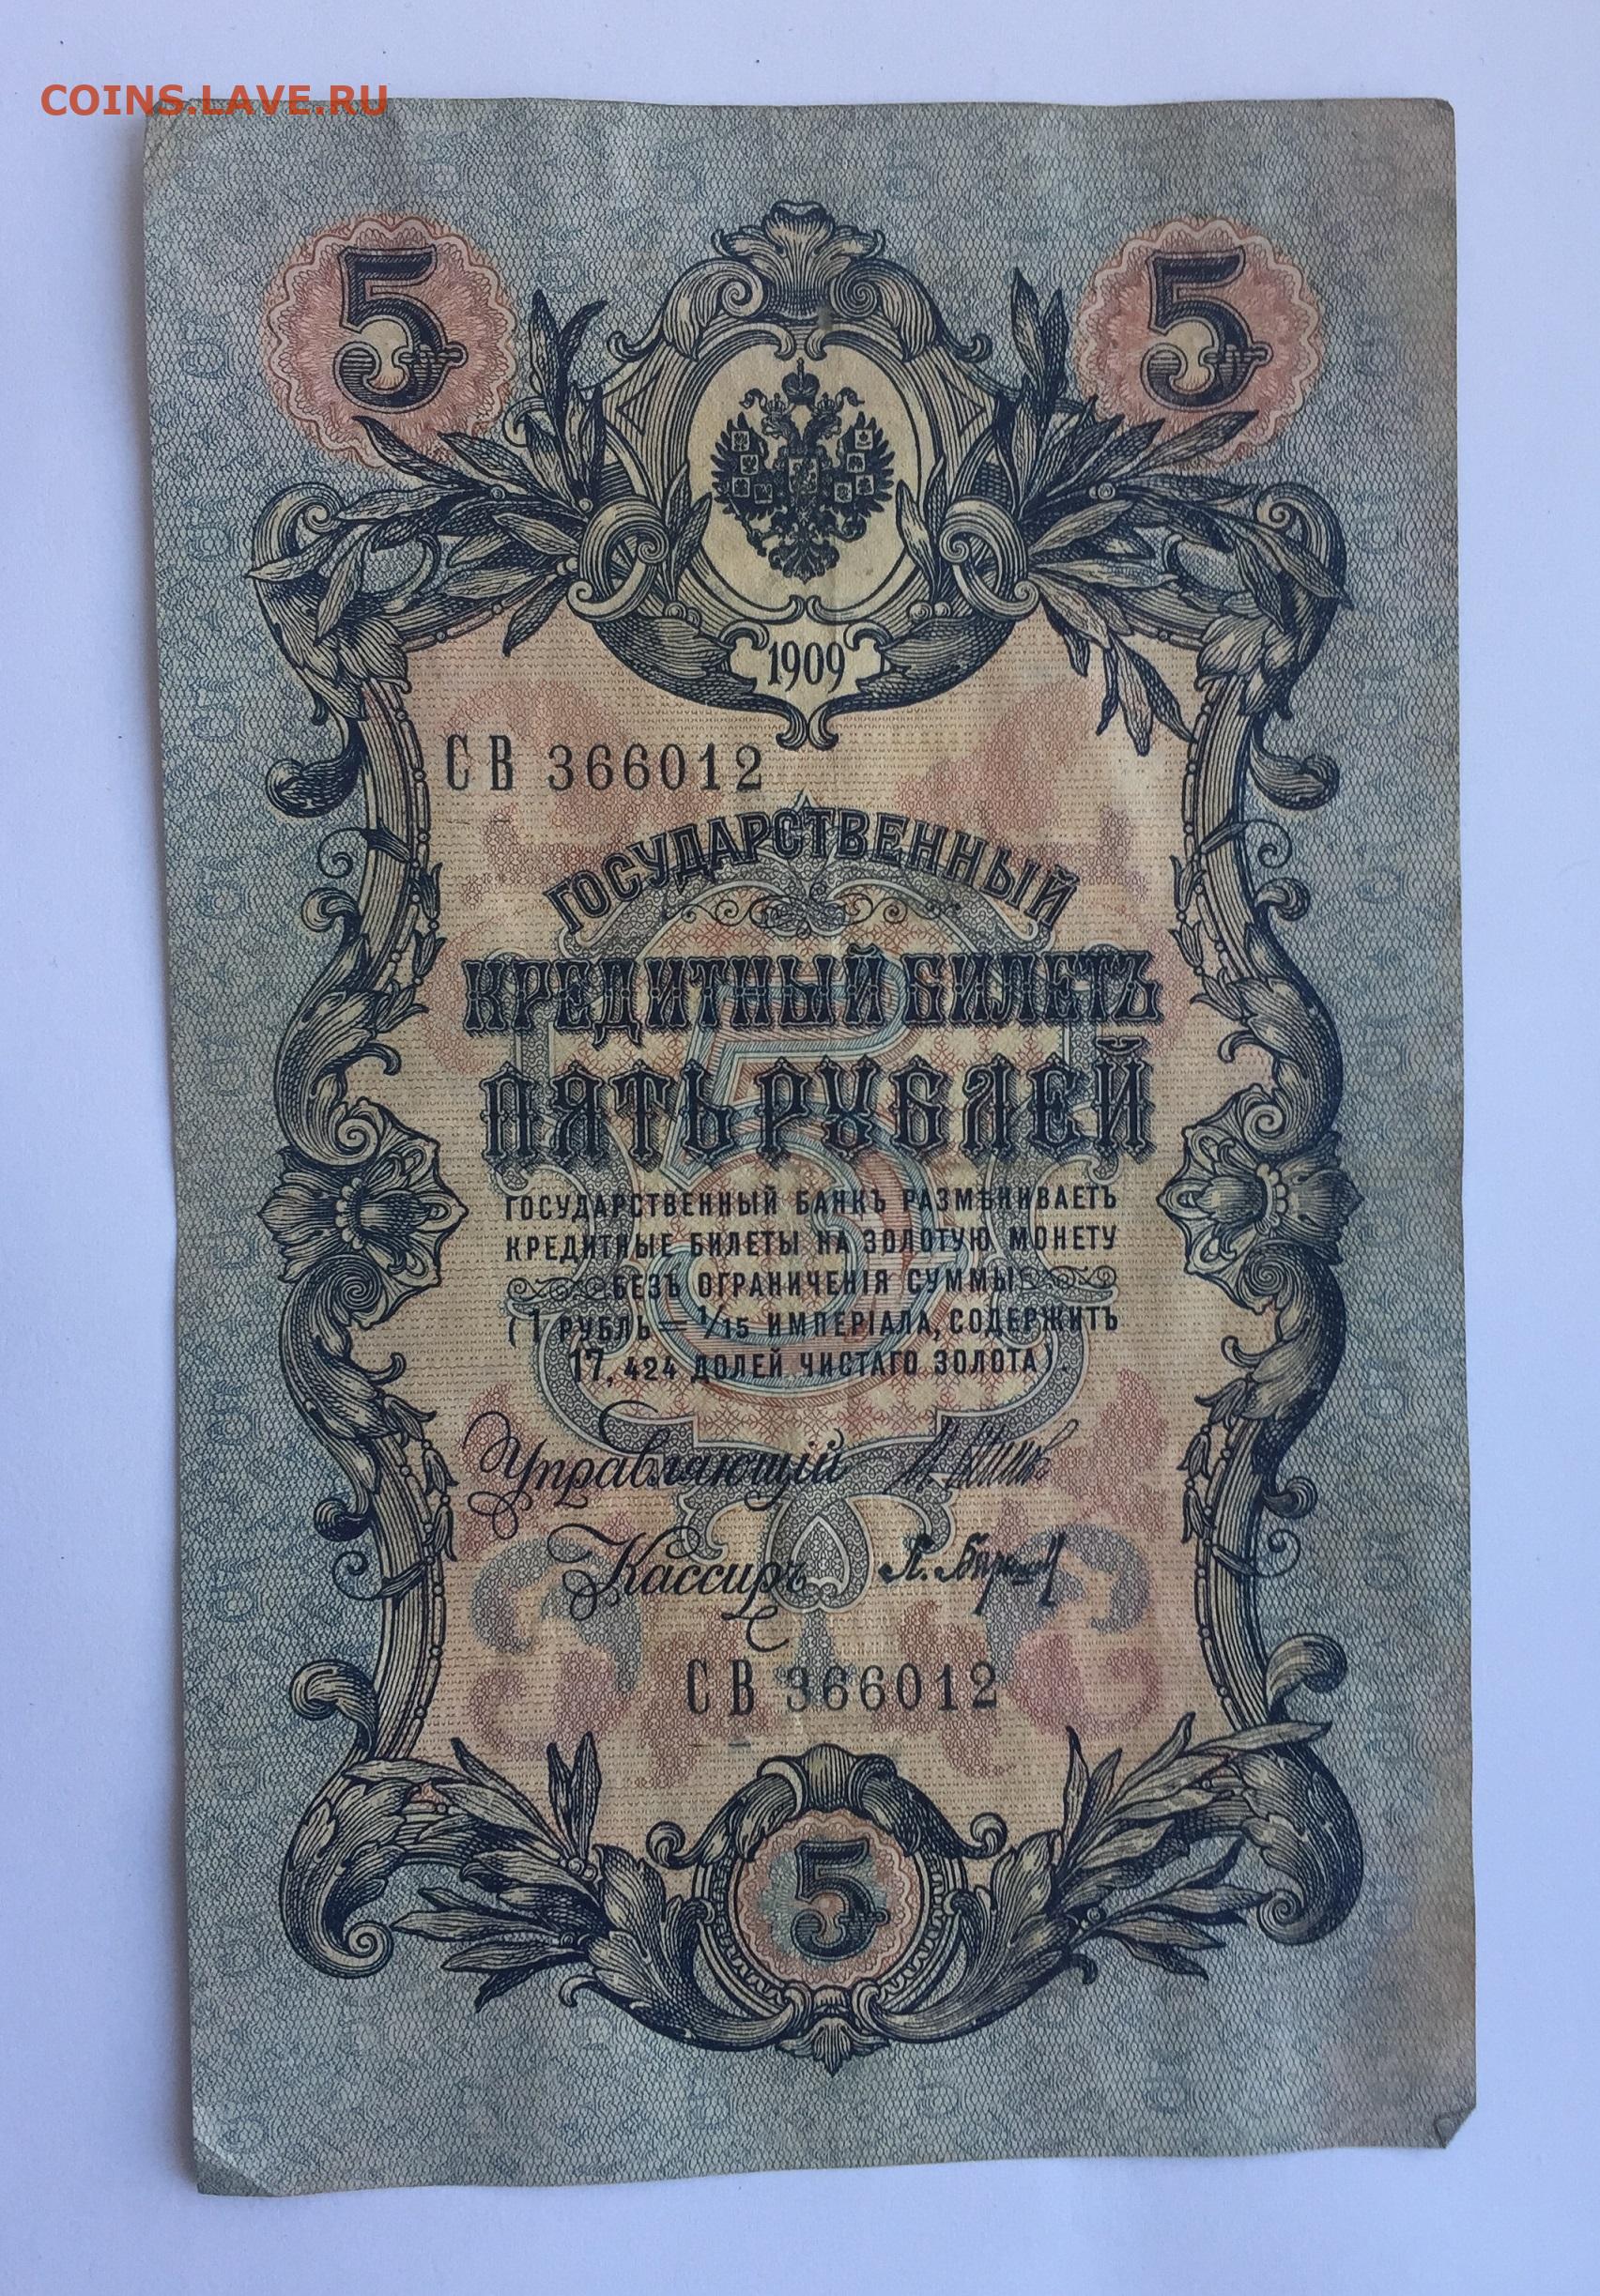 COINS.LAVE.RU
5 5
1909
СВ 366012
ГОСУДАРСТВЕННЫЙ
КРЕДИТНЫЙ БИЛЕТЪ
ПЯТЬ РУБЛЕЙ
ГОСУДАРСТВЕННЫЙ БАНКЪ РАЗМѢНИВАЕТЪ
КРЕДИТНЫЕ БИЛЕТЫ НА ЗОЛОТУЮ МОНЕТУ
БЕЗЪ ОГРАНИЧЕНІЯ СУММЫ
(1 РУБЛЬ = 1/15 ИМПЕРІАЛА, СОДЕРЖИТЪ
17,424 ДОЛЕЙ ЧИСТАГО ЗОЛОТА).
Управляющій
Кассиръ
СВ 366012
5